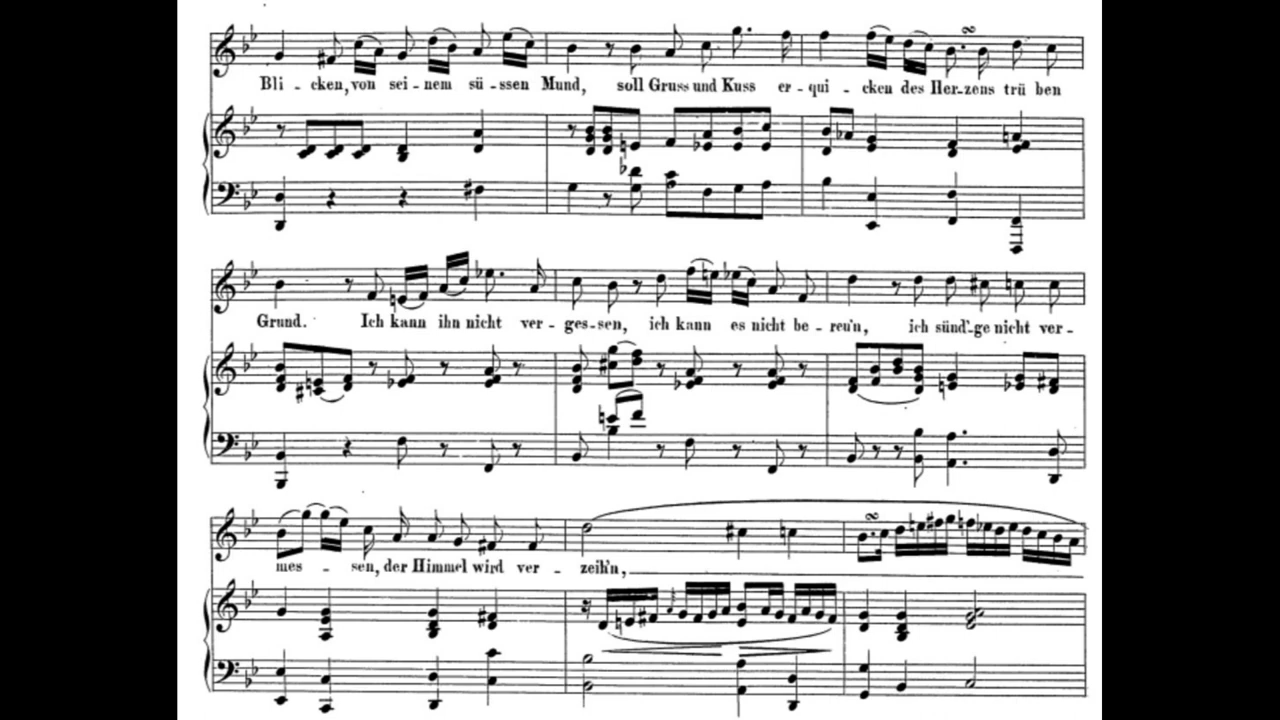 Bli - cken, von sei - nem sü - ssen Mund, soll Gruss und Kuss er - qui - cken des Her - zens trü ben
Grund. Ich kann ihn nicht ver - ges - sen, ich kann es nicht be - reu'n, ich sünd'ge nicht ver -
mes - sen, der Himmel wird ver - zeih'n,